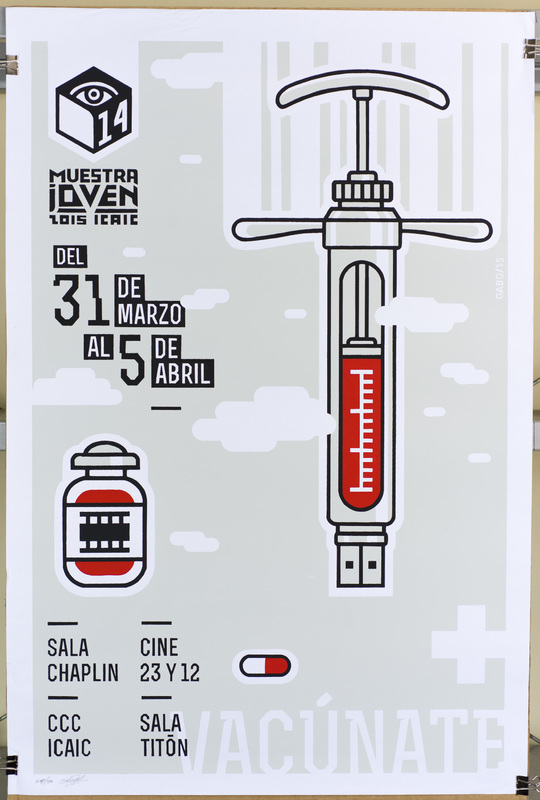 14
MUESTRA
JOVEN
2015 ICAIC
DEL
31 DE
MARZO
AL 5 DE
ABRIL
GABO/15
SALA
CHAPLIN
CINE
23 Y 12
CCC
ICAIC
SALA
TITÓN
VACÚNATE